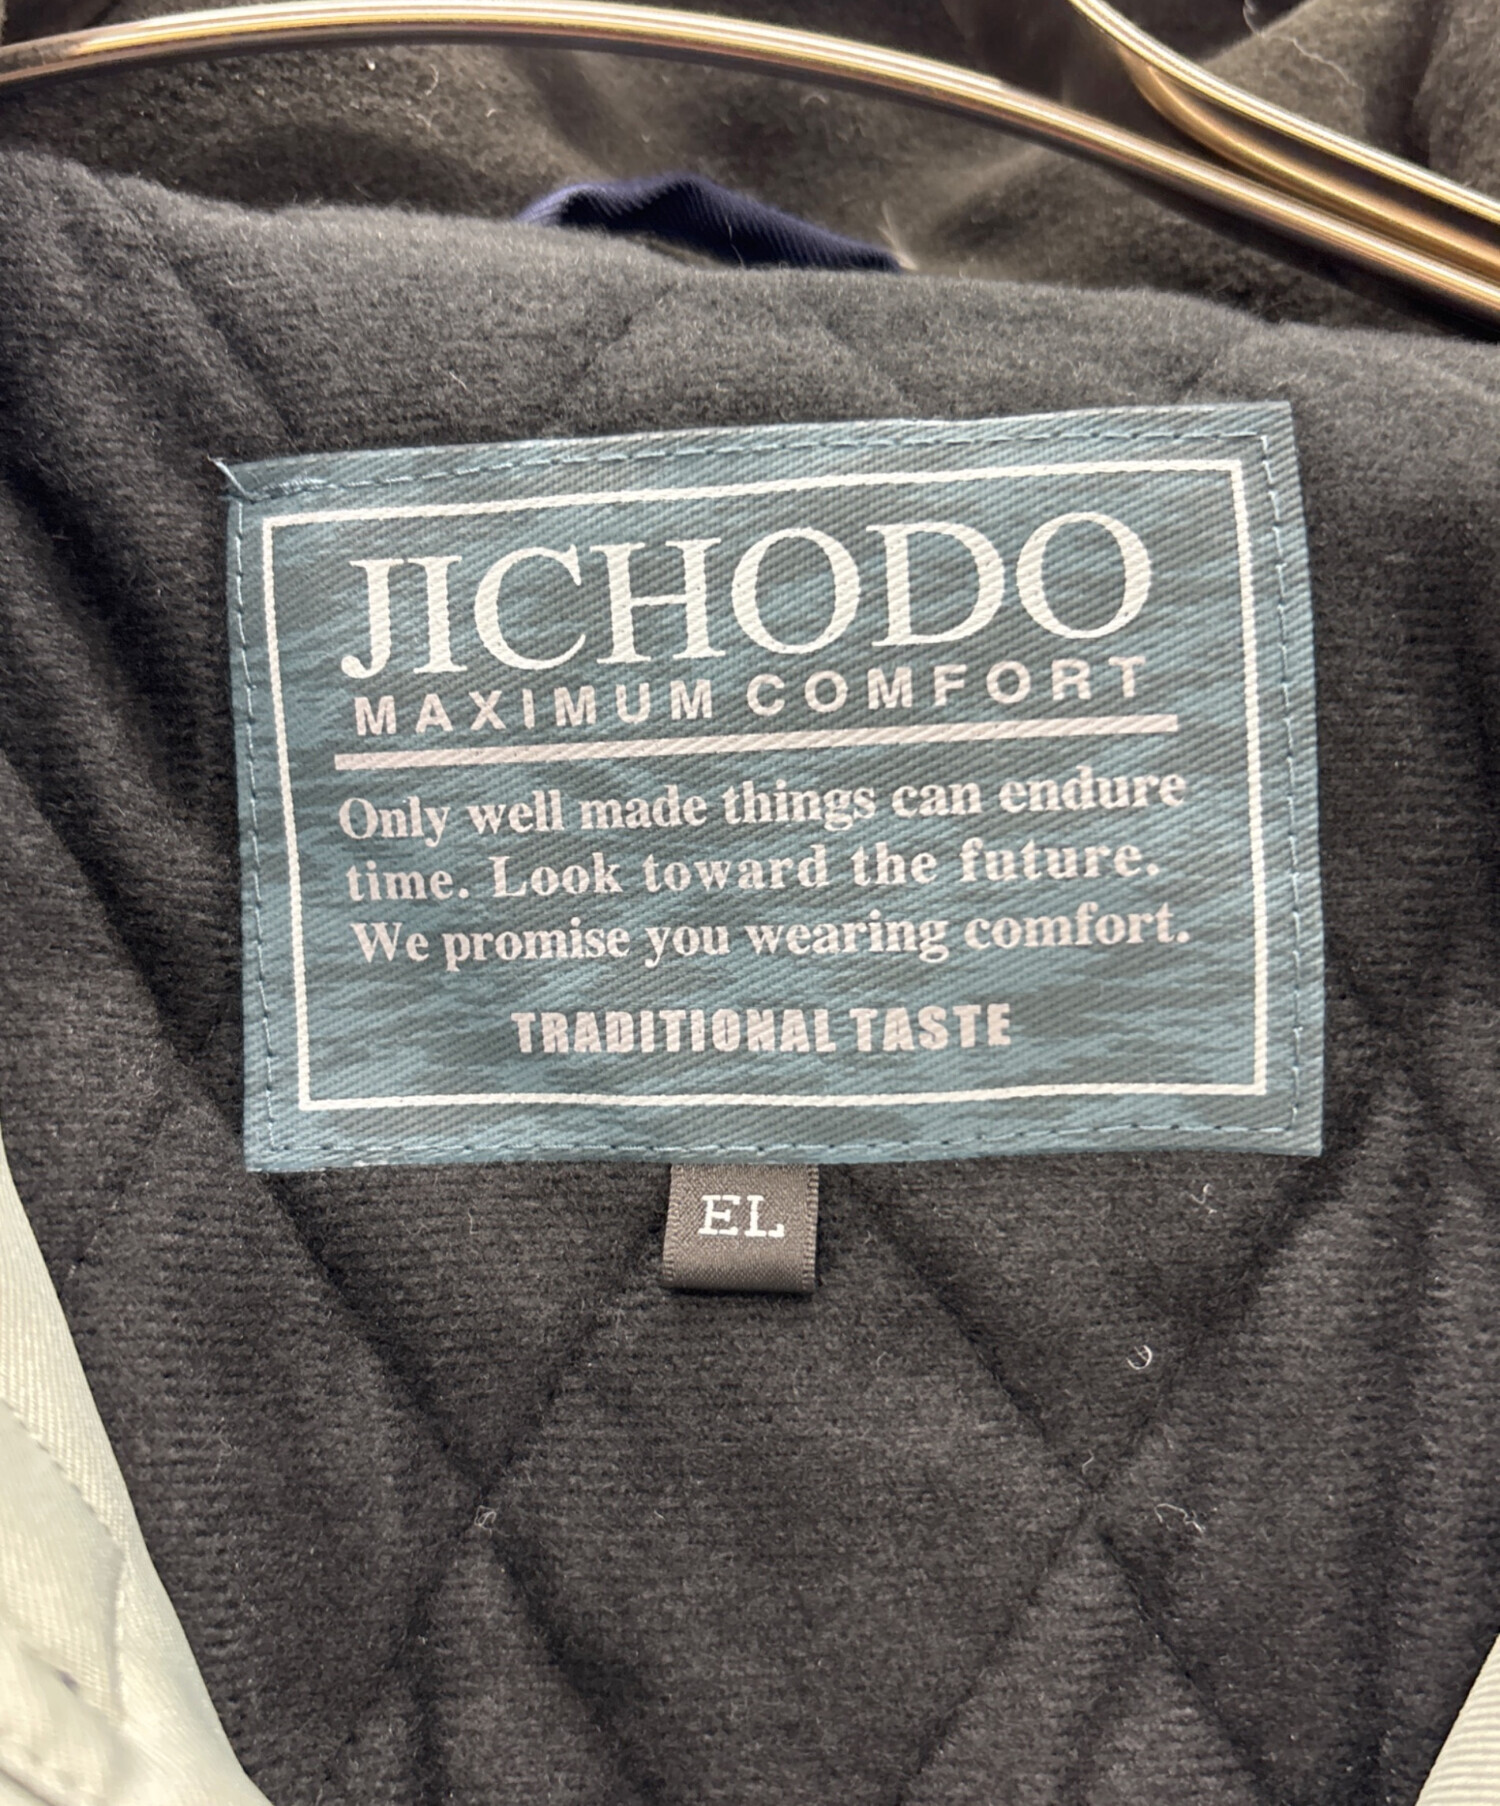 JICHODO
MAXIMUM COMFORT
Only well made things can endure
time. Look toward the future.
We promise you wearing comfort.
TRADITIONAL TASTE
EL